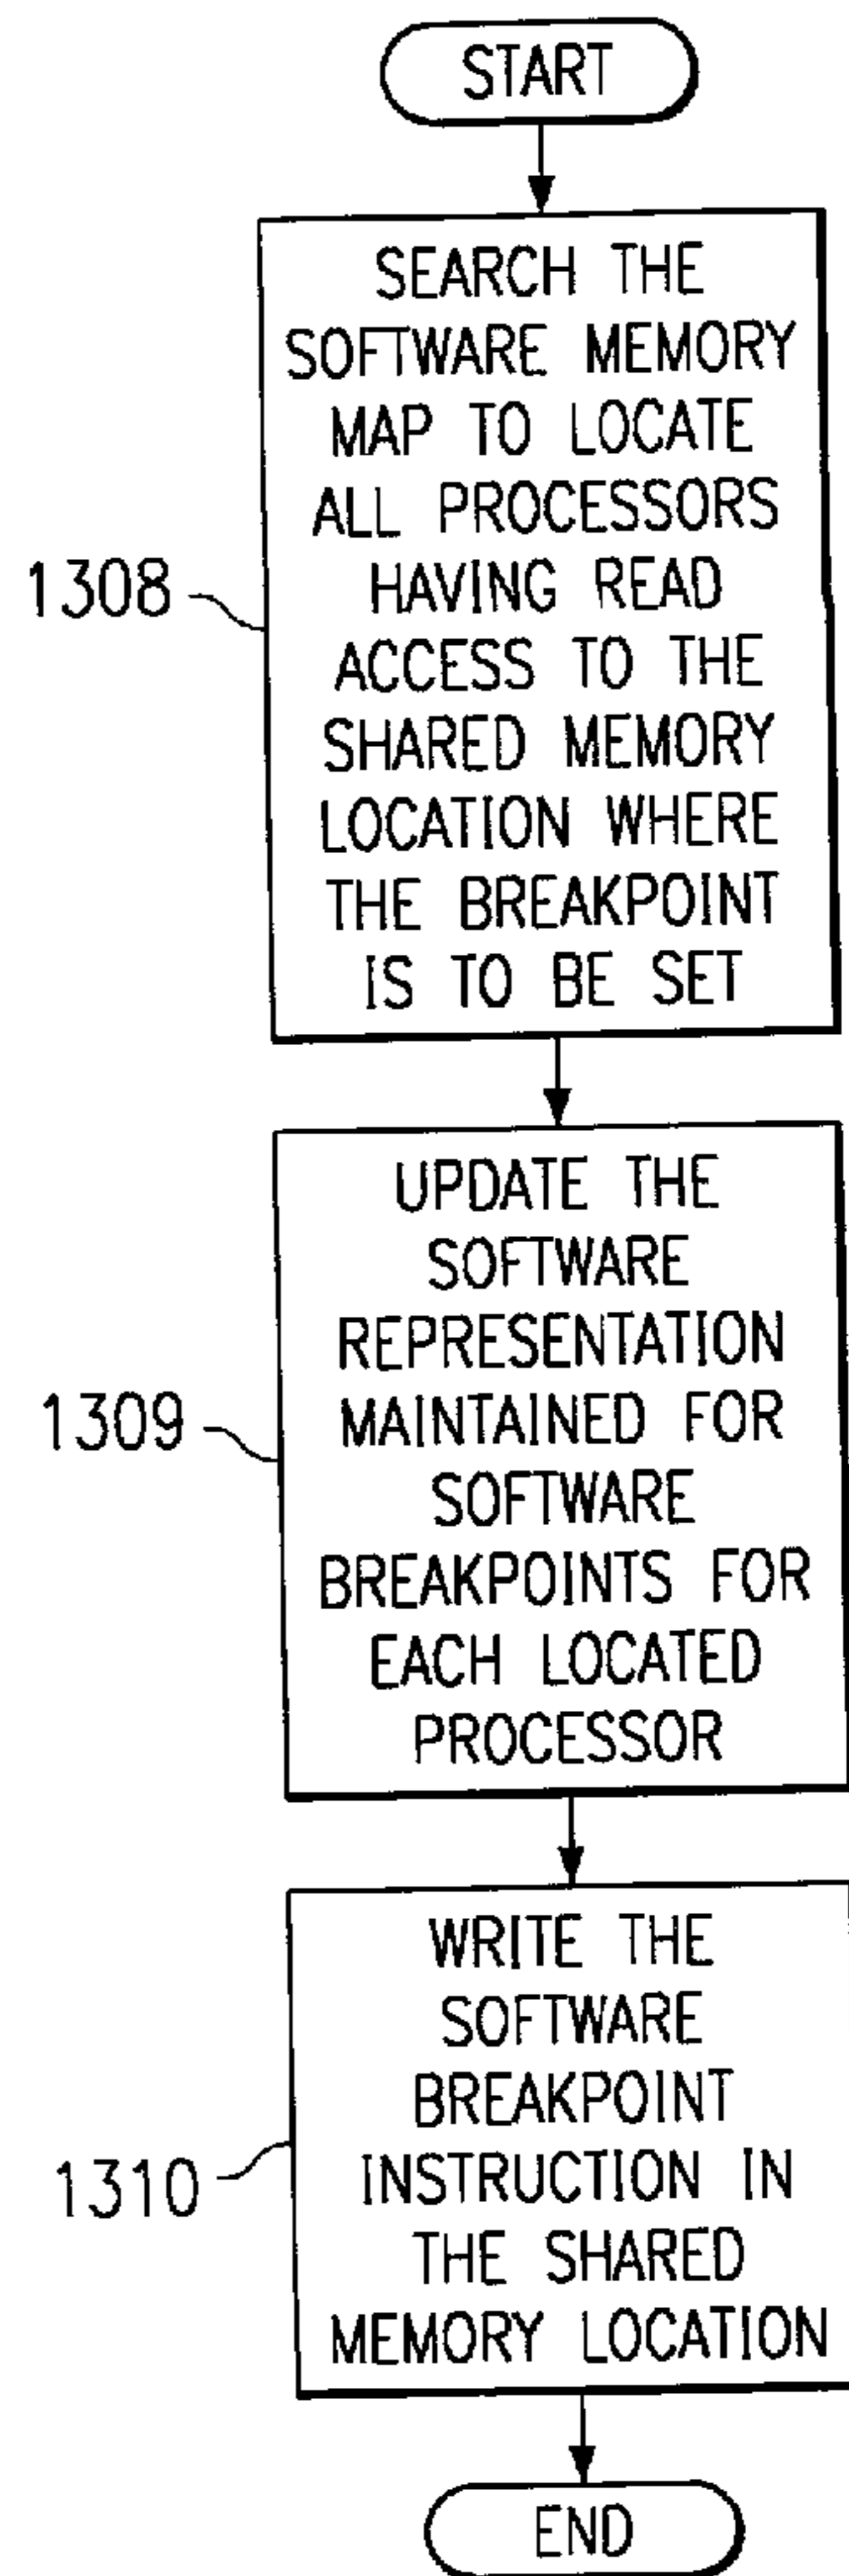 START
SEARCH THE
SOFTWARE MEMORY
MAP TO LOCATE
ALL PROCESSORS
HAVING READ
ACCESS TO THE
SHARED MEMORY
LOCATION WHERE
THE BREAKPOINT
IS TO BE SET
1308
UPDATE THE
SOFTWARE
REPRESENTATION
MAINTAINED FOR
SOFTWARE
BREAKPOINTS FOR
EACH LOCATED
PROCESSOR
1309
WRITE THE
SOFTWARE
BREAKPOINT
INSTRUCTION IN
THE SHARED
MEMORY LOCATION
1310
END